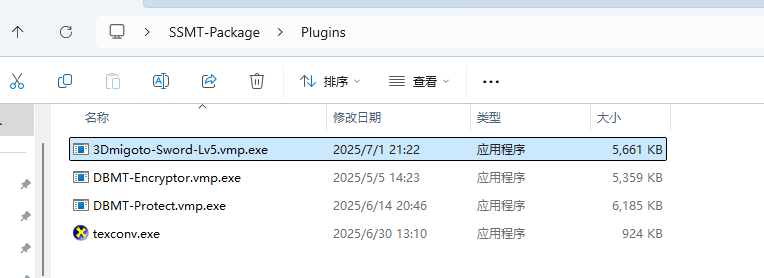 SSMT-Package > Plugins
排序 查看
名称 修改日期 类型 大小
3Dmigoto-Sword-Lv5.vmp.exe 2025/7/1 21:22 应用程序 5,661 KB
DBMT-Encryptor.vmp.exe 2025/5/5 14:23 应用程序 5,359 KB
DBMT-Protect.vmp.exe 2025/6/14 20:46 应用程序 6,185 KB
texconv.exe 2025/6/30 13:10 应用程序 924 KB